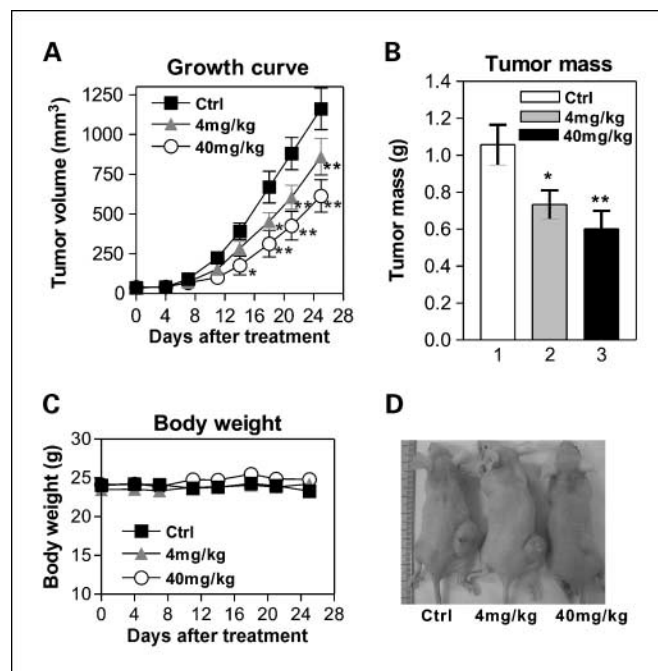 A
Growth curve
Tumor volume (mm³)
1250
1000
750
500
250
0
Ctrl
4mg/kg
40mg/kg
*
**
**
*
**
**
**
0 4 8 12 16 20 24 28
Days after treatment
B
Tumor mass
Tumor mass (g)
1.4
1.2
1.0
0.8
0.6
0.4
0.2
0.0
Ctrl
4mg/kg
40mg/kg
*
**
1 2 3
C
Body weight
Body weight (g)
30
25
20
15
10
Ctrl
4mg/kg
40mg/kg
0 4 8 12 16 20 24 28
Days after treatment
D
Ctrl 4mg/kg 40mg/kg